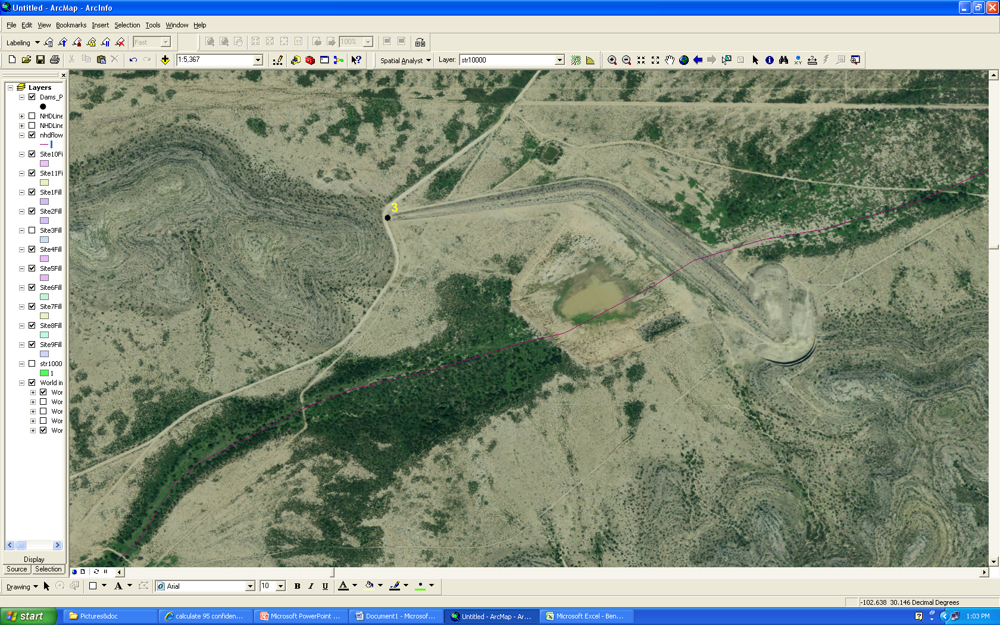 Untitled - ArcMap - ArcInfo
File Edit View Bookmarks Insert Selection Tools Window Help
Labeling Fast 100%
1:5,367 Spatial Analyst Layer: str10000
Layers
Dams_P
NHDLine
NHDLine
nhdflow
Site10Fi
Site11Fi
Site1Fill
Site2Fill
Site3Fill
Site4Fill
Site5Fill
Site6Fill
Site7Fill
Site8Fill
Site9Fill
str1000
1
World in
Wor
Wor
Wor
Wor
Wor
3
Display
Source Selection
Drawing A Arial 10 B I U A
-102.638 30.146 Decimal Degrees
start Pictures&doc calculate 95 confiden... Microsoft PowerPoint ... Document1 - Microsof... Untitled - ArcMap - Ar... Microsoft Excel - Ben... 1:03 PM